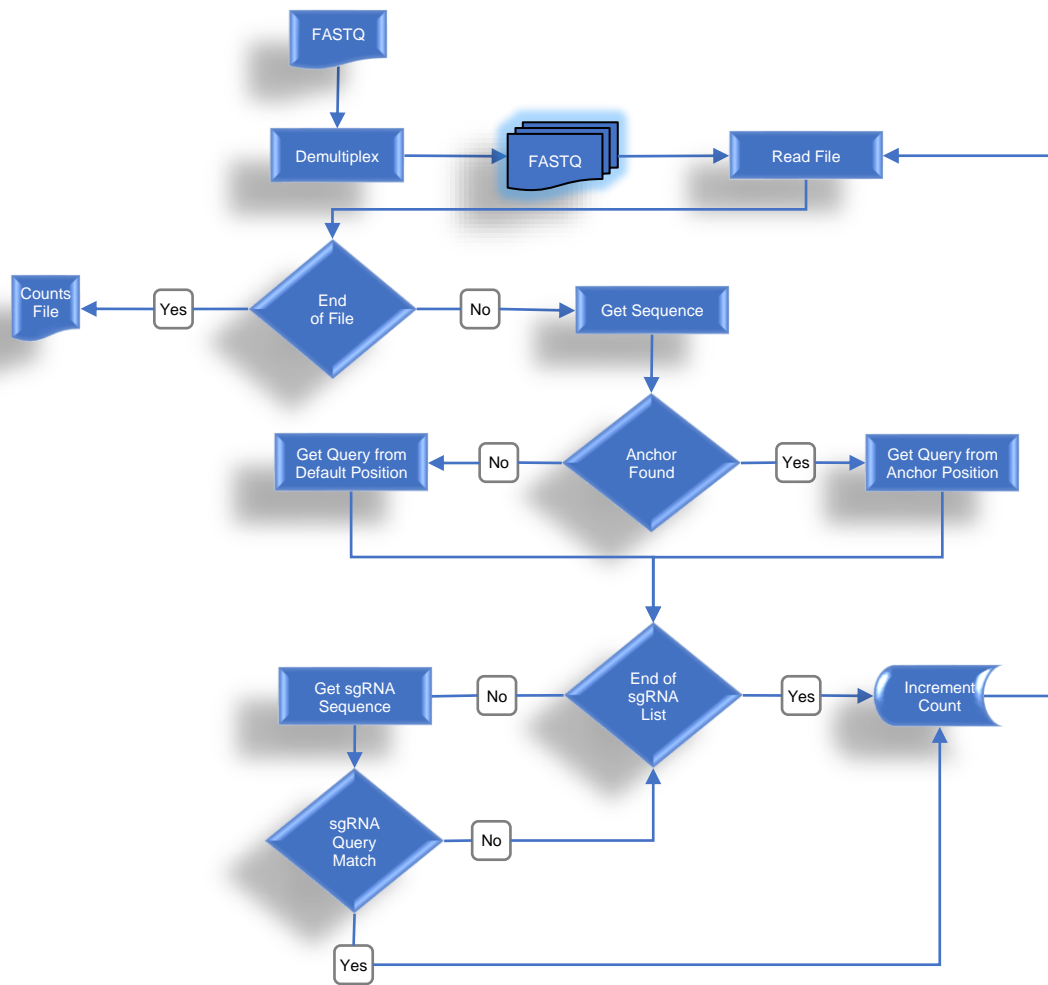 FASTQ
Demultiplex
FASTQ
Read File
Counts
File
Yes
End
of File
No
Get Sequence
Get Query from
Default Position
No
Anchor
Found
Yes
Get Query from
Anchor Position
Get sgRNA
Sequence
No
End of
sgRNA
List
Yes
Increment
Count
sgRNA
Query
Match
No
Yes